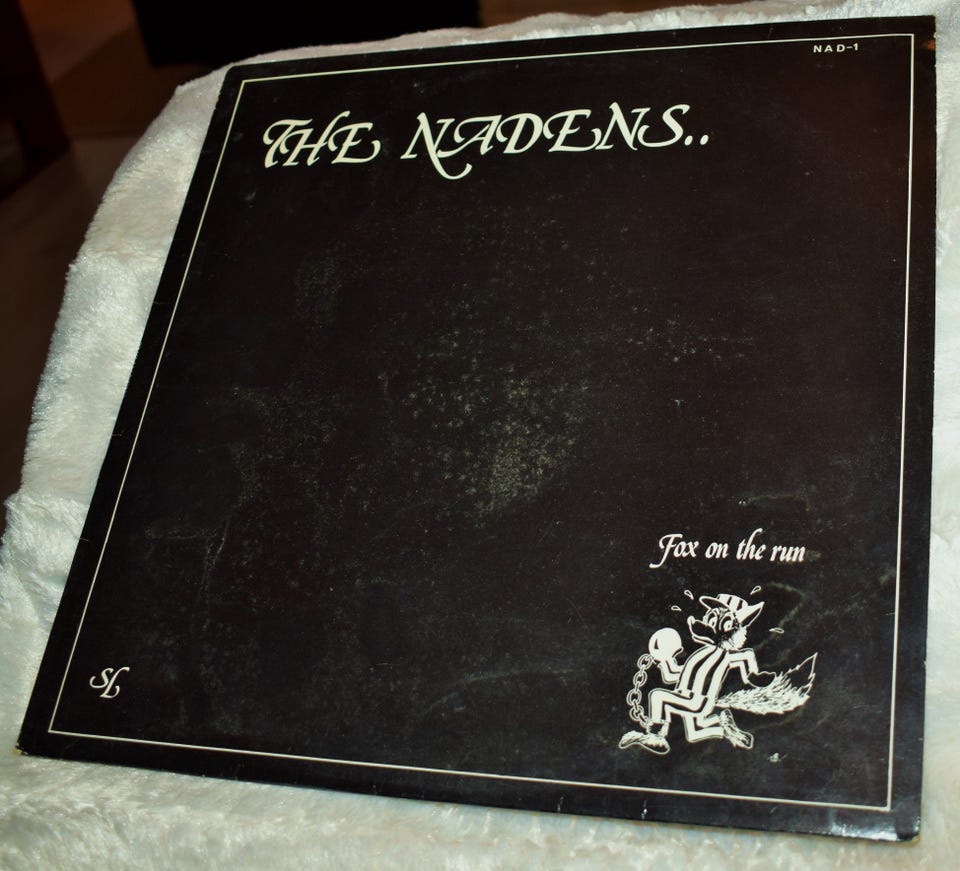 NAD-1
THE NADENS..
Fox on the run
SL